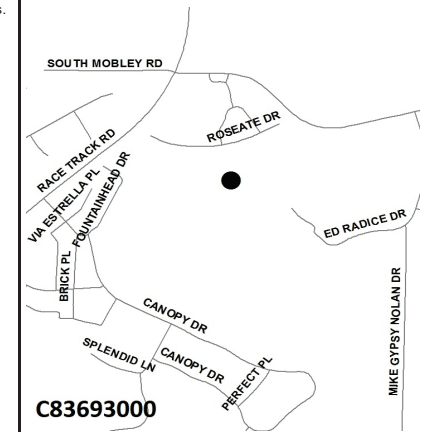 s.
SOUTH MOBLEY RD
ROSEATE DR
RACE TRACK RD
VIA ESTRELLA PL
FOUNTAINHEAD DR
ED RADICE DR
BRICK PL
MIKE GYPSY NOLAN DR
CANOPY DR
SPLENDID LN
CANOPY DR
PERFECT PL
C83693000